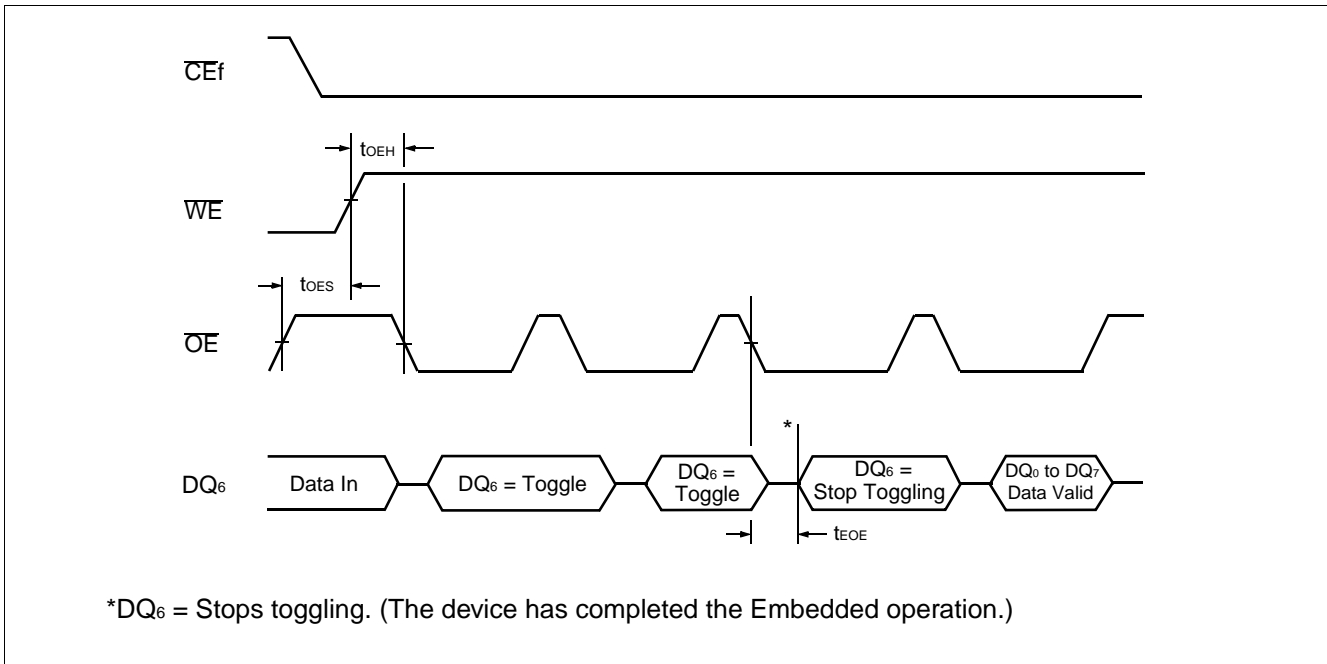 CEf
tOEH
WE
tOES
OE
*
DQ6
Data In
DQ6 = Toggle
DQ6 =
Toggle
DQ6 =
Stop Toggling
DQ0 to DQ7
Data Valid
tEOE
*DQ6 = Stops toggling. (The device has completed the Embedded operation.)